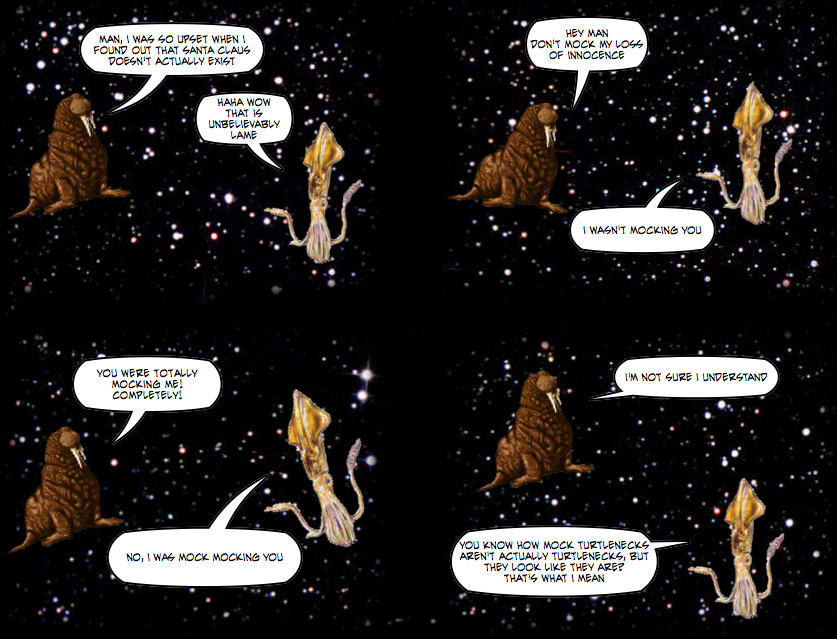 MAN, I WAS SO UPSET WHEN I
FOUND OUT THAT SANTA CLAUS
DOESN'T ACTUALLY EXIST
HAHA WOW
THAT IS
UNBELIEVABLY
LAME
HEY MAN
DON'T MOCK MY LOSS
OF INNOCENCE
I WASN'T MOCKING YOU
YOU WERE TOTALLY
MOCKING ME!
COMPLETELY!
NO, I WAS MOCK MOCKING YOU
I'M NOT SURE I UNDERSTAND
YOU KNOW HOW MOCK TURTLENECKS
AREN'T ACTUALLY TURTLENECKS, BUT
THEY LOOK LIKE THEY ARE?
THAT'S WHAT I MEAN